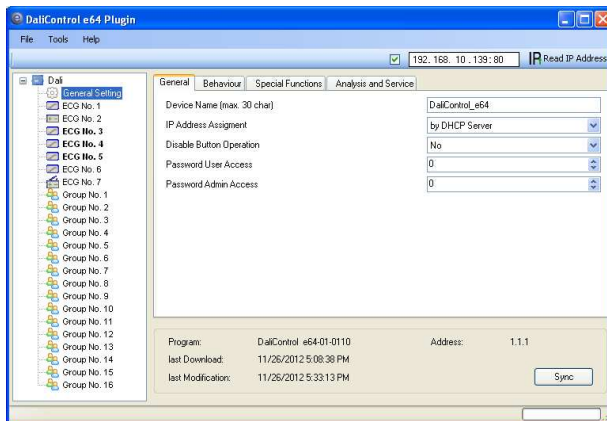 DaliControl e64 Plugin
File Tools Help
192. 168. 10 . 139: 80 IP Read IP Address
Dali
General Setting
ECG No. 1
ECG No. 2
ECG No. 3
ECG No. 4
ECG No. 5
ECG No. 6
ECG No. 7
Group No. 1
Group No. 2
Group No. 3
Group No. 4
Group No. 5
Group No. 6
Group No. 7
Group No. 8
Group No. 9
Group No. 10
Group No. 11
Group No. 12
Group No. 13
Group No. 14
Group No. 15
Group No. 16
General Behaviour Special Functions Analysis and Service
Device Name (max. 30 char) DaliControl_e64
IP Address Assigment by DHCP Server
Disable Button Operation No
Password User Access 0
Password Admin Access 0
Program: DaliControl e64-01-0110 Address: 1.1.1
last Download: 11/26/2012 5:08:38 PM
last Modification: 11/26/2012 5:33:13 PM
Sync